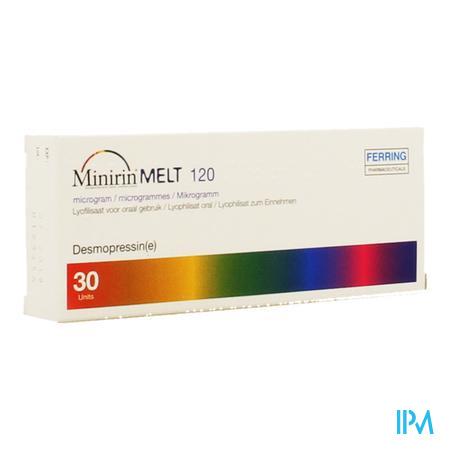 Minirin® MELT 120
FERRING
PHARMACEUTICALS
microgram / microgrammes / Mikrogramm
Lyofilisaat voor oraal gebruik / Lyophilisat oral / Lyophilisat zum Einnehmen
Desmopressin(e)
30
Units
IPM